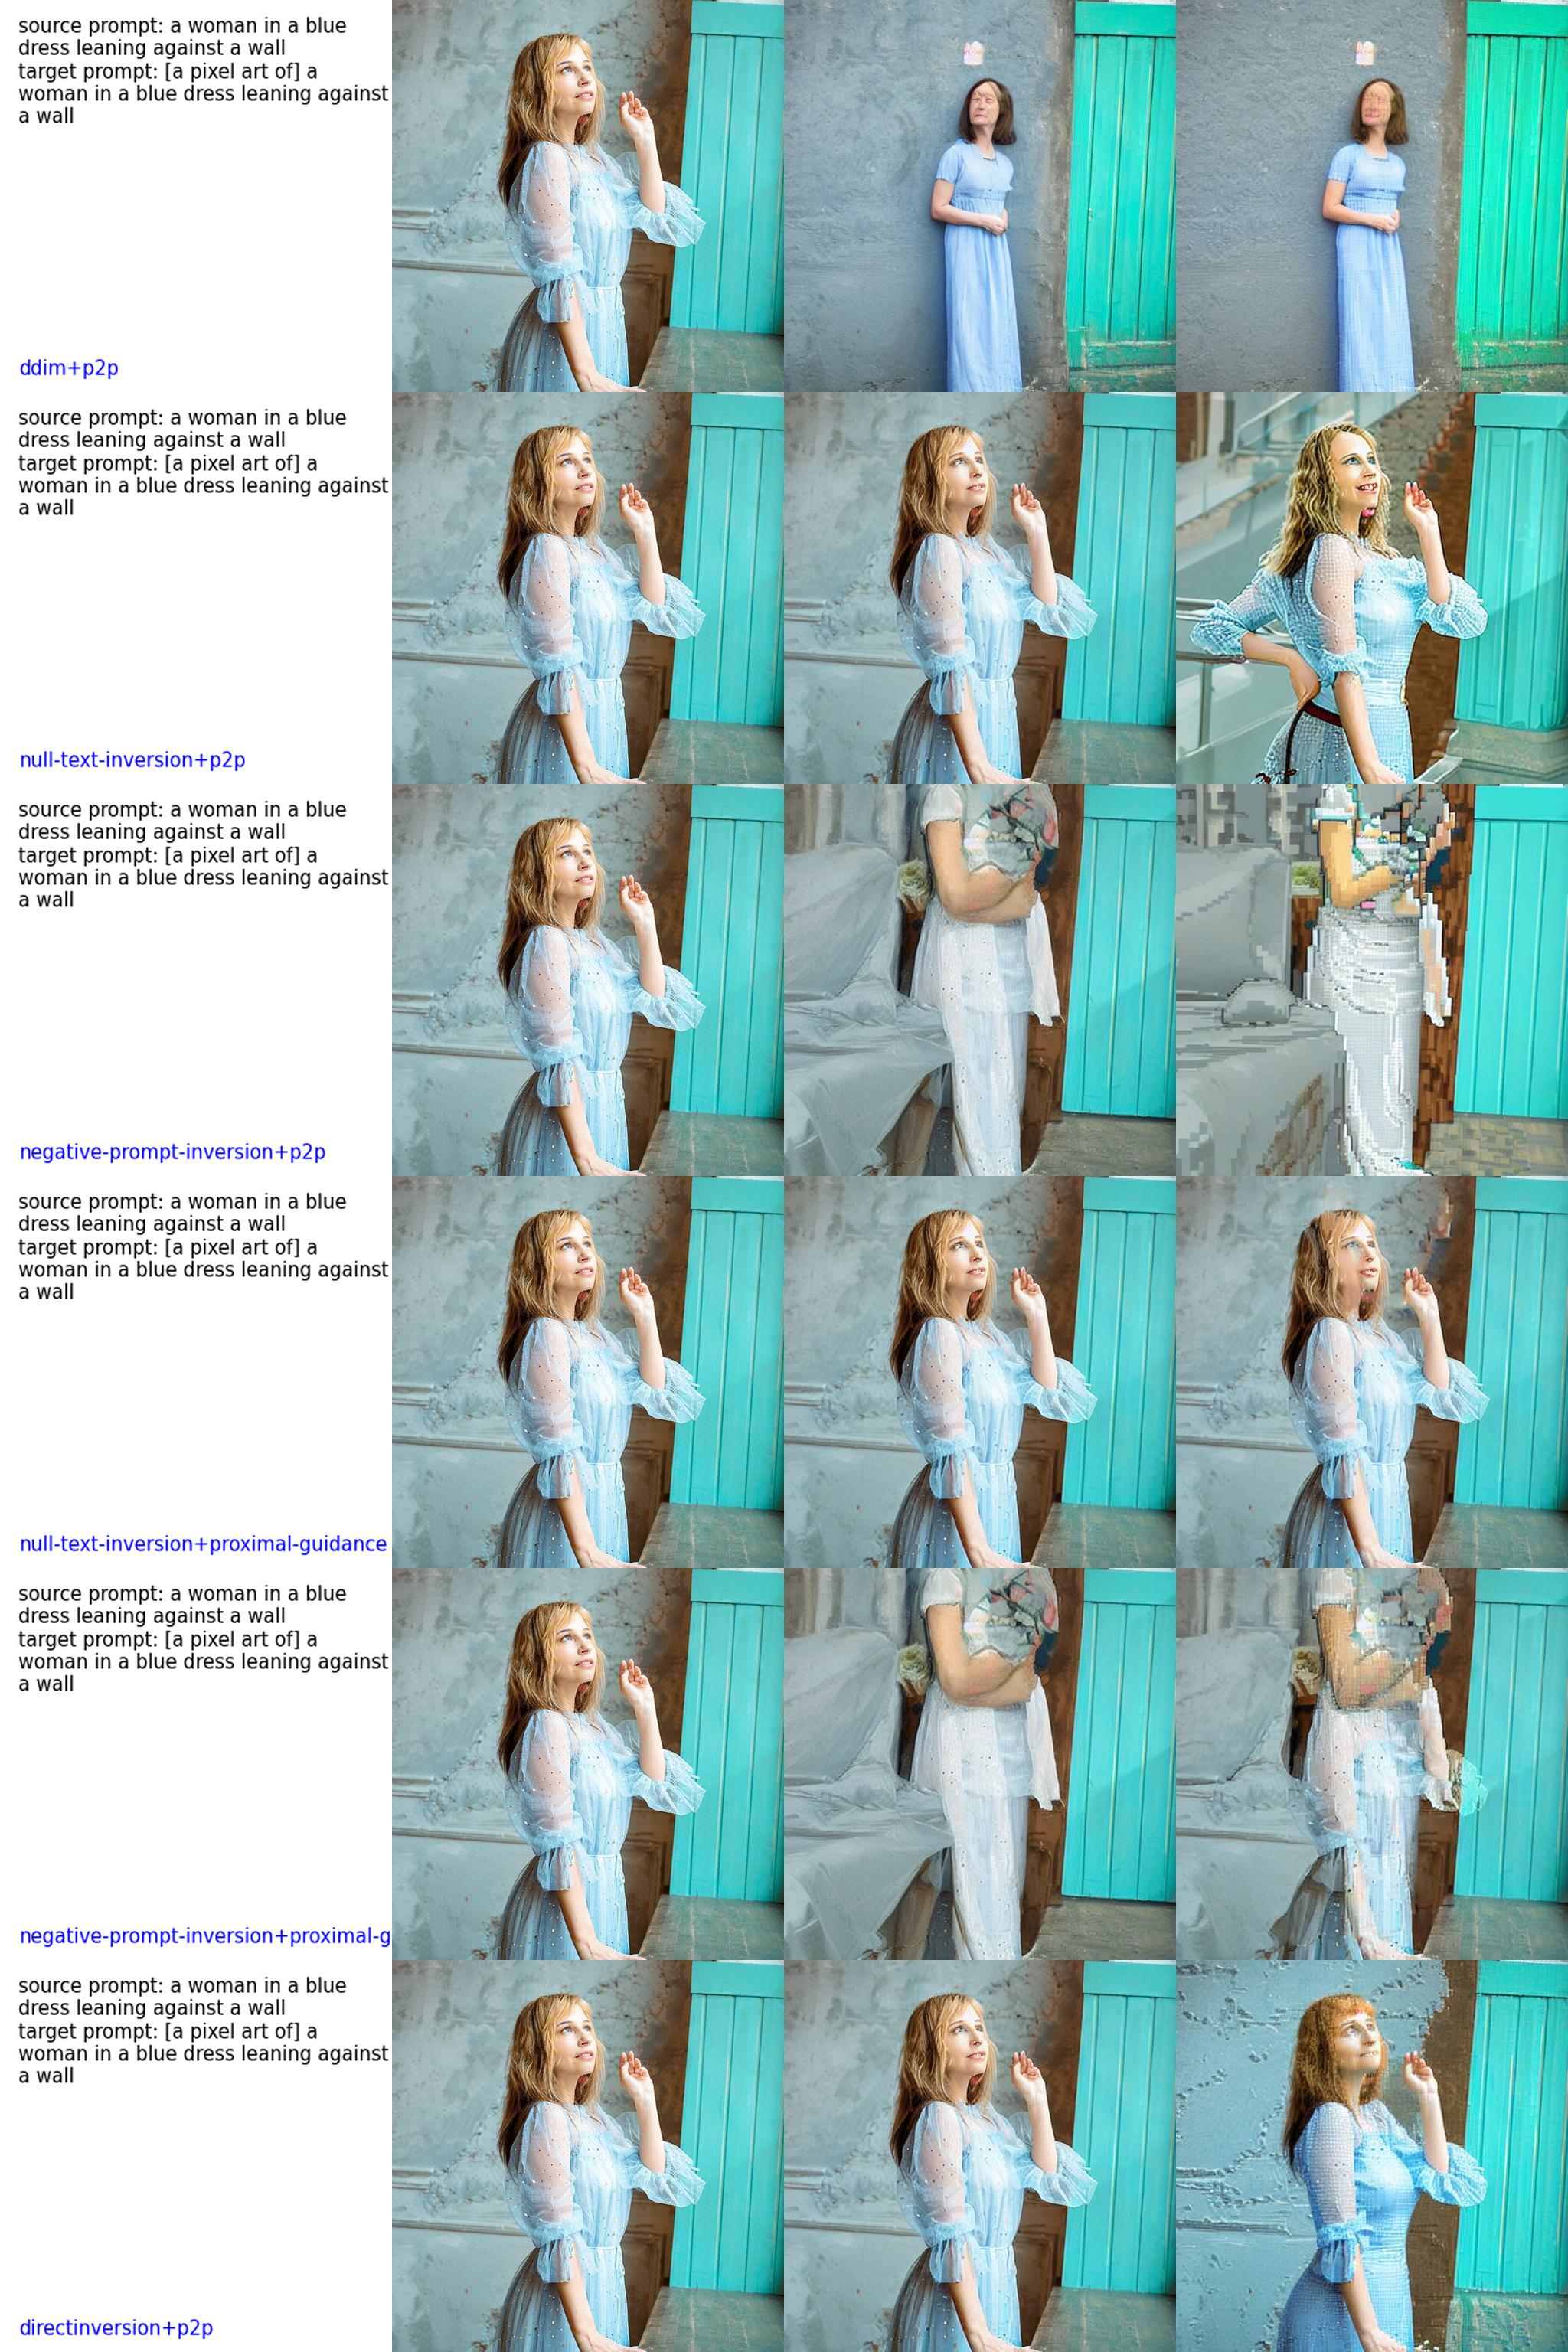 source prompt: a woman in a blue
dress leaning against a wall
target prompt: [a pixel art of] a
woman in a blue dress leaning against
a wall
ddim+p2p
source prompt: a woman in a blue
dress leaning against a wall
target prompt: [a pixel art of] a
woman in a blue dress leaning against
a wall
null-text-inversion+p2p
source prompt: a woman in a blue
dress leaning against a wall
target prompt: [a pixel art of] a
woman in a blue dress leaning against
a wall
negative-prompt-inversion+p2p
source prompt: a woman in a blue
dress leaning against a wall
target prompt: [a pixel art of] a
woman in a blue dress leaning against
a wall
null-text-inversion+proximal-guidance
source prompt: a woman in a blue
dress leaning against a wall
target prompt: [a pixel art of] a
woman in a blue dress leaning against
a wall
negative-prompt-inversion+proximal-g
source prompt: a woman in a blue
dress leaning against a wall
target prompt: [a pixel art of] a
woman in a blue dress leaning against
a wall
directinversion+p2p